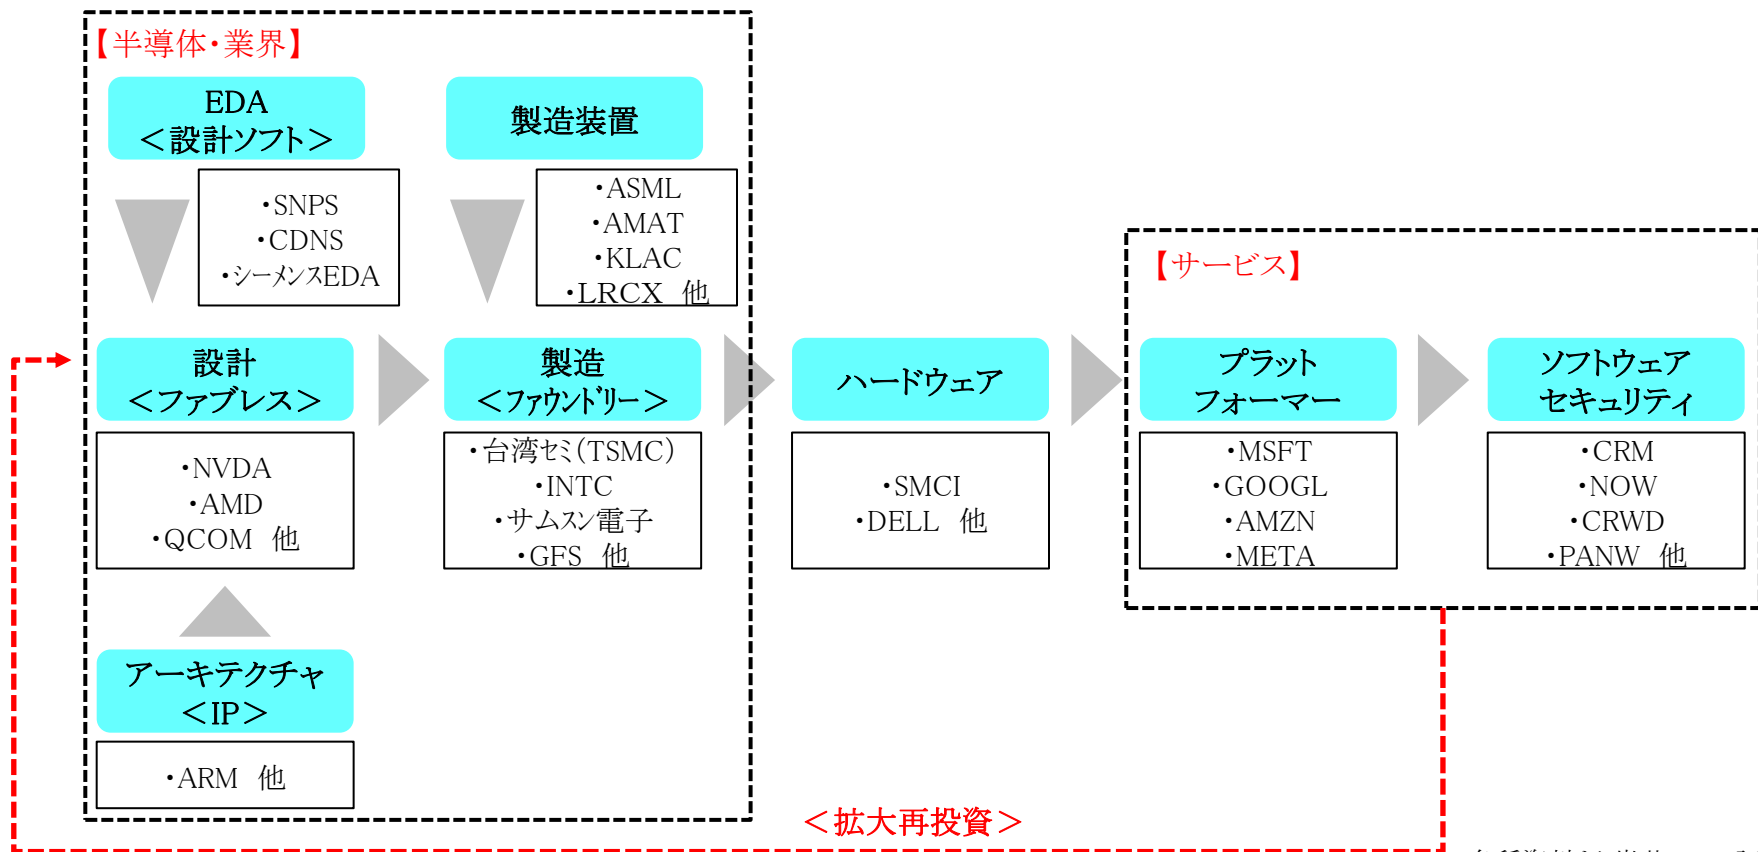 【半導体・業界】
EDA
＜設計ソフト＞
・SNPS
・CDNS
・シーメンスEDA
製造装置
・ASML
・AMAT
・KLAC
・LRCX 他
設計
＜ファブレス＞
・NVDA
・AMD
・QCOM 他
製造
＜ファウンドリー＞
・台湾セミ（TSMC）
・INTC
・サムスン電子
・GFS 他
アーキテクチャ
＜IP＞
・ARM 他
ハードウェア
・SMCI
・DELL 他
【サービス】
プラット
フォーマー
・MSFT
・GOOGL
・AMZN
・META
ソフトウェア
セキュリティ
・CRM
・NOW
・CRWD
・PANW 他
＜拡大再投資＞